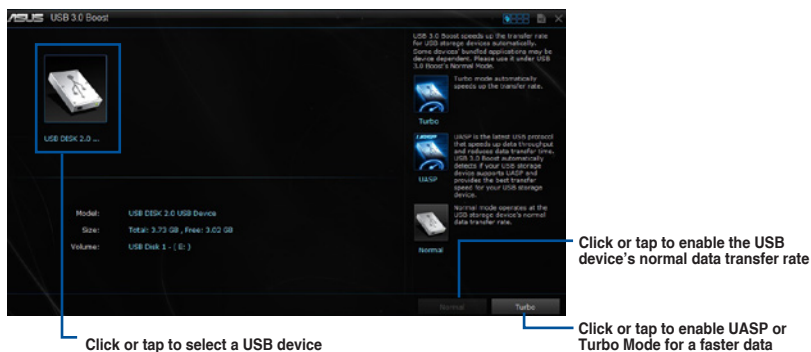 ASUS USB 3.0 Boost
USB DISK 2.0 ...
Model: USB DISK 2.0 USB Device
Size: Total: 3.73 GB , Free: 3.02 GB
Volume: USB Disk 1 - ( E: )
USB 3.0 Boost speeds up the transfer rate
for USB storage devices automatically.
Some devices' bundled applications may be
device dependent. Please use it under USB
3.0 Boost's Normal Mode.
Turbo mode automatically
speeds up the transfer rate.
Turbo
UASP is the latest USB protocol
that speeds up data throughput
and reduces data transfer time.
USB 3.0 Boost automatically
detects if your USB storage
device supports UASP and
provides the best transfer
speed for your USB storage
device.
UASP
Normal mode operates at the
USB storage device's normal
data transfer rate.
Normal
Normal
Turbo
Click or tap to enable the USB
device's normal data transfer rate
Click or tap to enable UASP or
Turbo Mode for a faster data
Click or tap to select a USB device